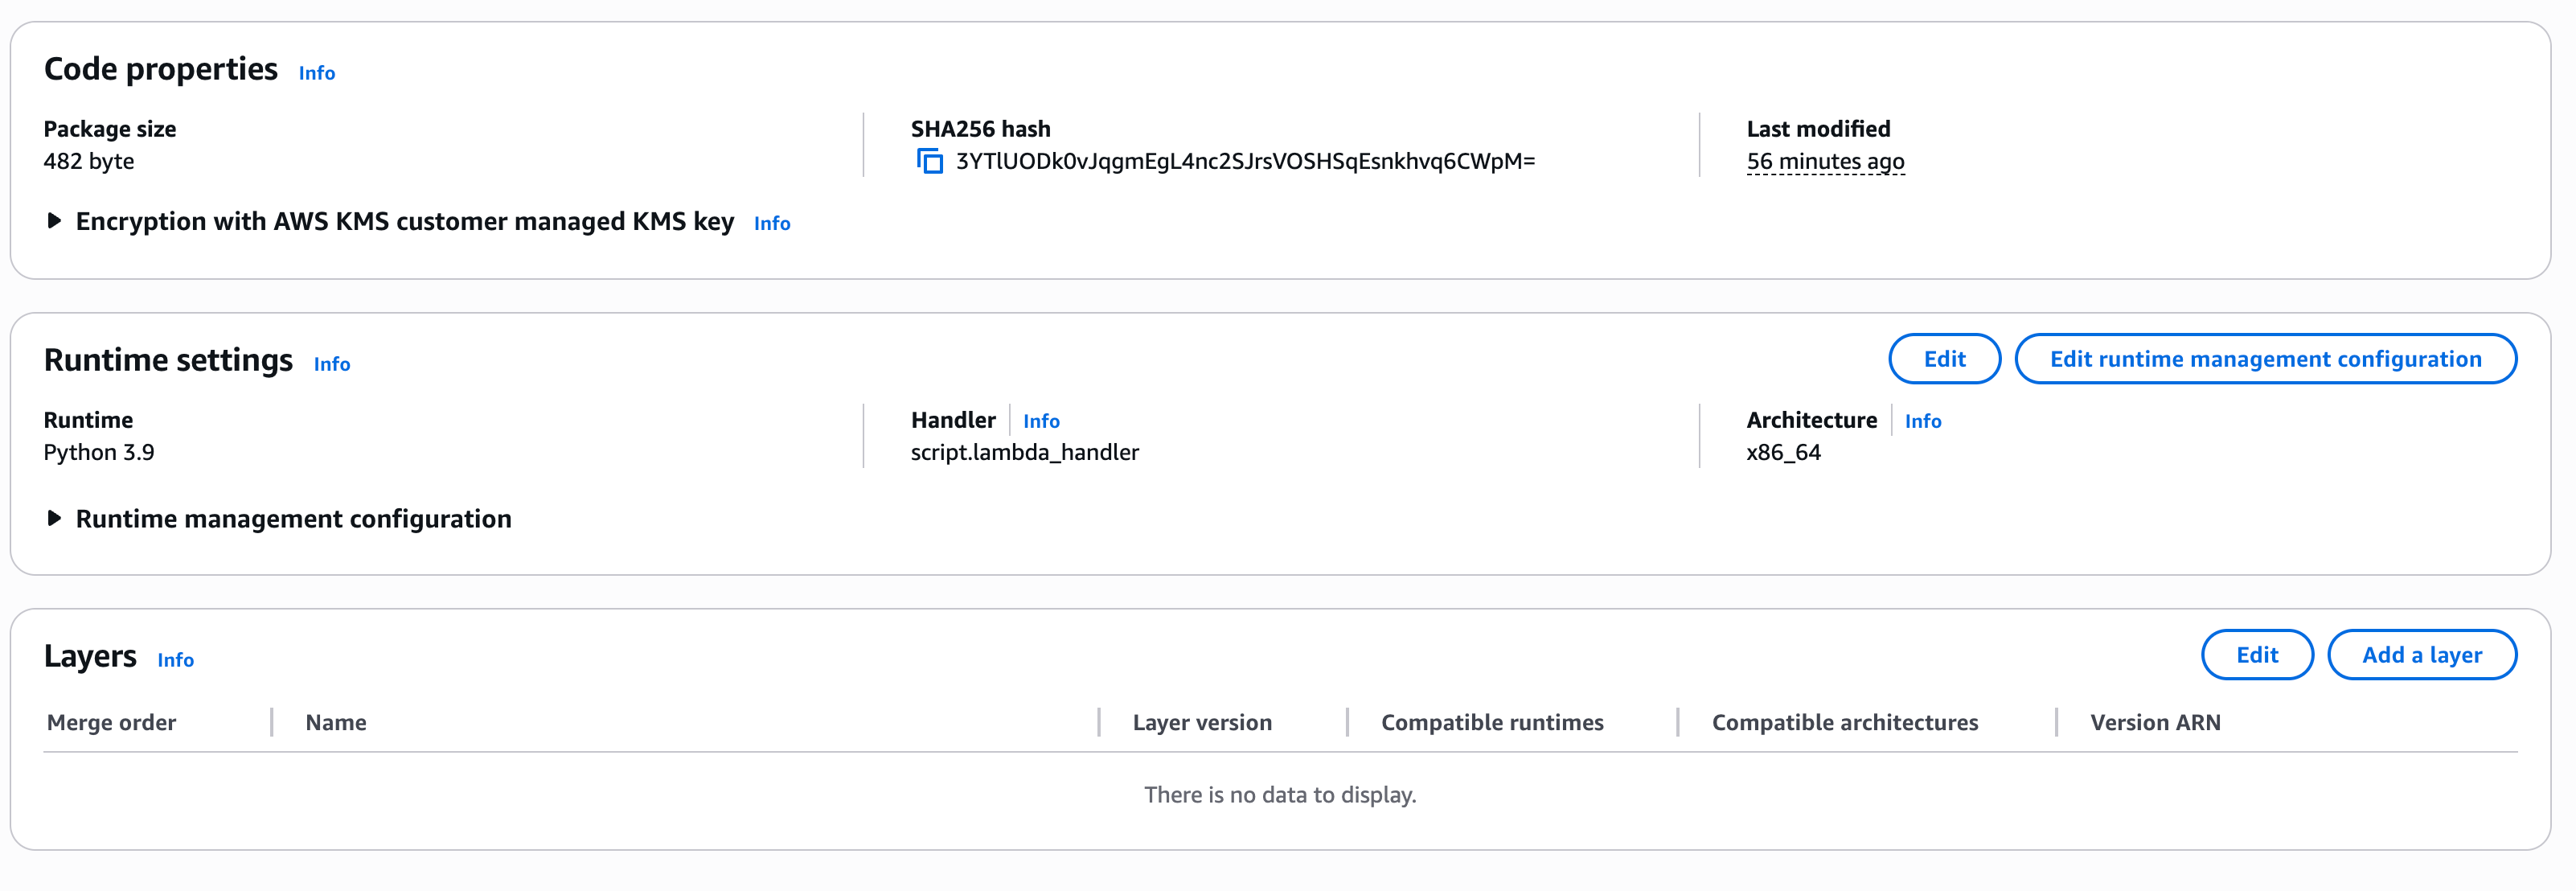 Code properties Info
Package size
482 byte
SHA256 hash
3YTlUODk0vJqgmEgL4nc2SJrsVOSHSqEsnkhvq6CWpM=
Last modified
56 minutes ago
Encryption with AWS KMS customer managed KMS key Info
Runtime settings Info
Edit
Edit runtime management configuration
Runtime
Python 3.9
Handler Info
script.lambda_handler
Architecture Info
x86_64
Runtime management configuration
Layers Info
Edit
Add a layer
Merge order Name Layer version Compatible runtimes Compatible architectures Version ARN
There is no data to display.